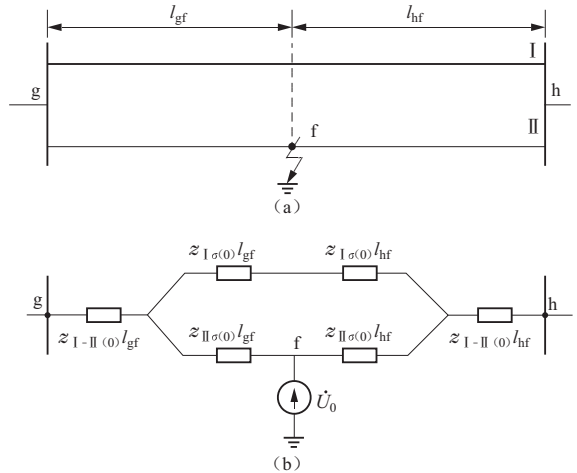 l_gf l_hf
Ⅰ
g h
Ⅱ
f
（a）
z_Ⅰσ(0) l_gf z_Ⅰσ(0) l_hf
g h
z_Ⅰ-Ⅱ(0) l_gf z_Ⅱσ(0) l_gf f z_Ⅱσ(0) l_hf z_Ⅰ-Ⅱ(0) l_hf
U̇_0
（b）